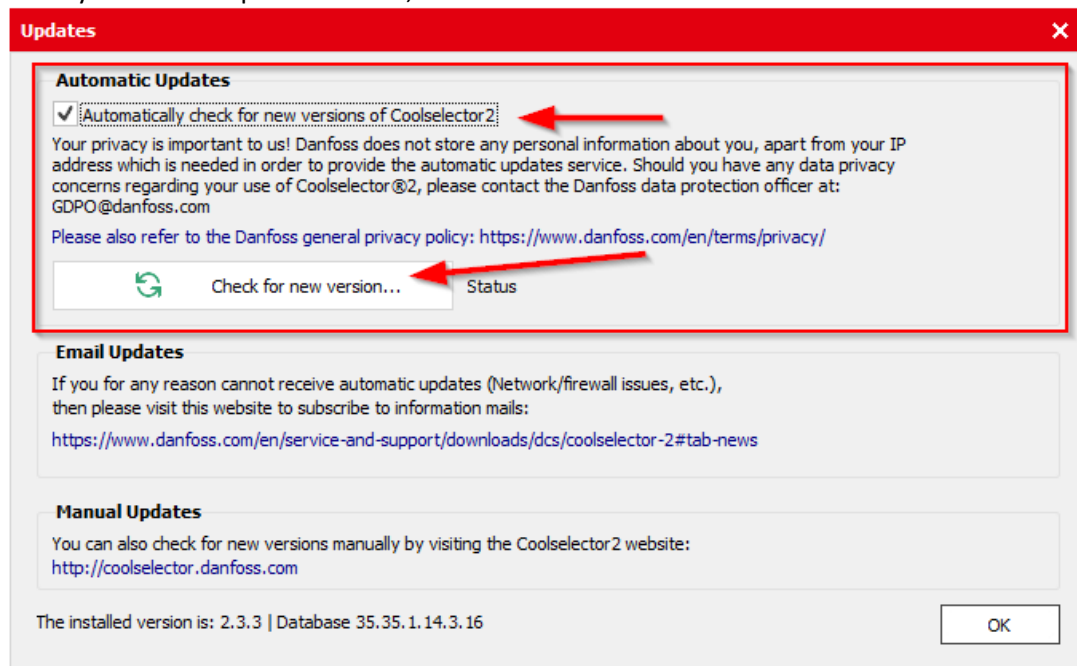 Updates
Automatic Updates
Automatically check for new versions of Coolselector2
Your privacy is important to us! Danfoss does not store any personal information about you, apart from your IP
address which is needed in order to provide the automatic updates service. Should you have any data privacy
concerns regarding your use of Coolselector®2, please contact the Danfoss data protection officer at:
GDPO@danfoss.com
Please also refer to the Danfoss general privacy policy: https://www.danfoss.com/en/terms/privacy/
Check for new version... Status
Email Updates
If you for any reason cannot receive automatic updates (Network/firewall issues, etc.),
then please visit this website to subscribe to information mails:
https://www.danfoss.com/en/service-and-support/downloads/dcs/coolselector-2#tab-news
Manual Updates
You can also check for new versions manually by visiting the Coolselector2 website:
http://coolselector.danfoss.com
The installed version is: 2.3.3 | Database 35.35.1.14.3.16
OK